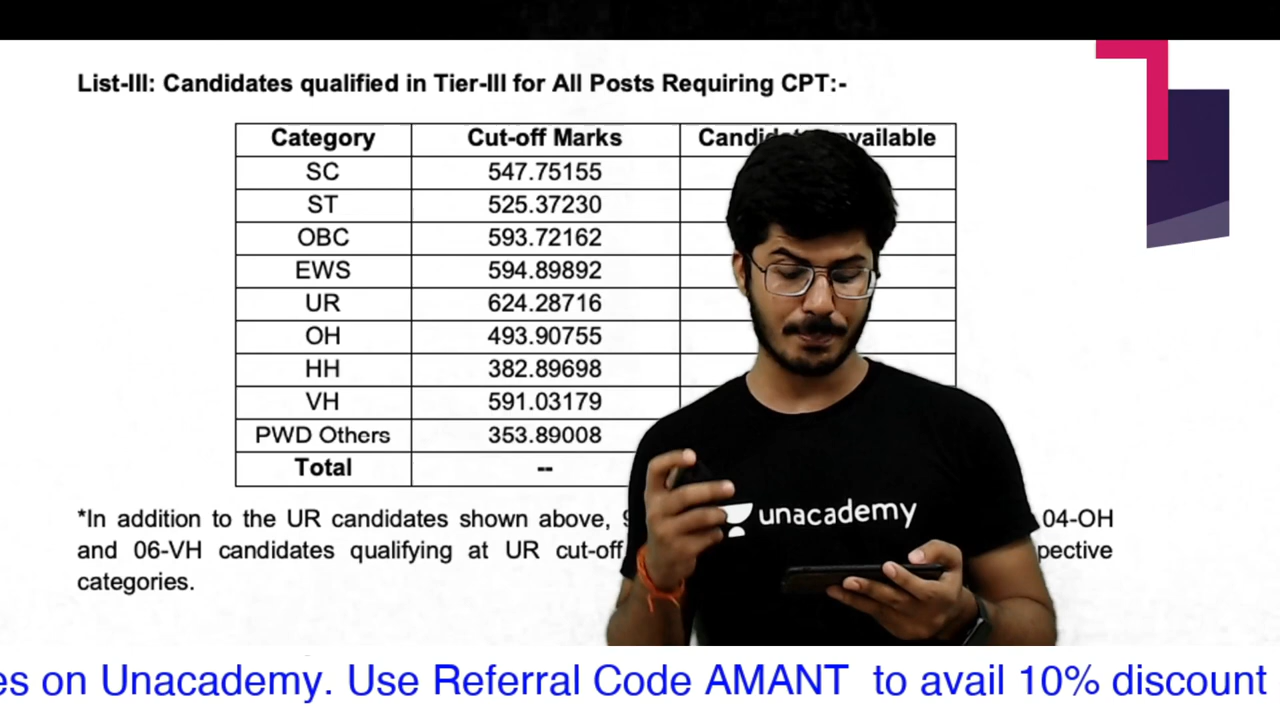 List-III: Candidates qualified in Tier-III for All Posts Requiring CPT:-
Category Cut-off Marks
SC 547.75155
ST 525.37230
OBC 593.72162
EWS 594.89892
UR 624.28716
OH 493.90755
HH 382.89698
VH 591.03179
PWD Others 353.89008
Total --
*In addition to the UR candidates shown above, 04-OH
and 06-VH candidates qualifying at UR cut-off
categories.
unacademy
on Unacademy. Use Referral Code AMANT to avail 10% discount